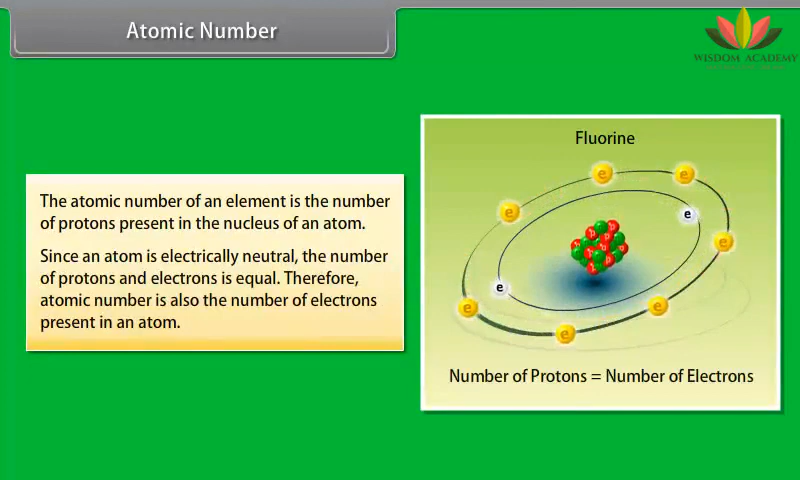 Atomic Number
WISDOM ACADEMY
The atomic number of an element is the number
of protons present in the nucleus of an atom.
Since an atom is electrically neutral, the number
of protons and electrons is equal. Therefore,
atomic number is also the number of electrons
present in an atom.
Fluorine
e
e
e
e
e
e
e
e
e
Number of Protons = Number of Electrons